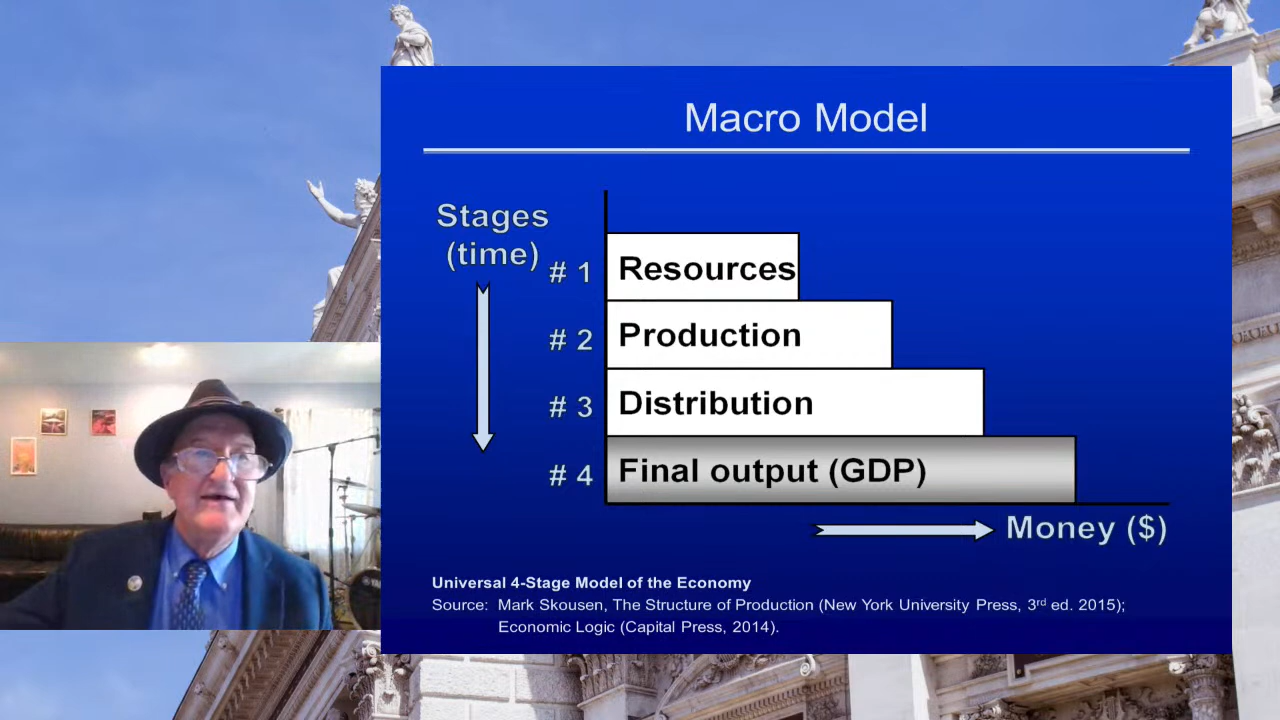 Macro Model
Stages
(time)
# 1 Resources
# 2 Production
# 3 Distribution
# 4 Final output (GDP)
Money ($)
Universal 4-Stage Model of the Economy
Source: Mark Skousen, The Structure of Production (New York University Press, 3rd ed. 2015);
Economic Logic (Capital Press, 2014).